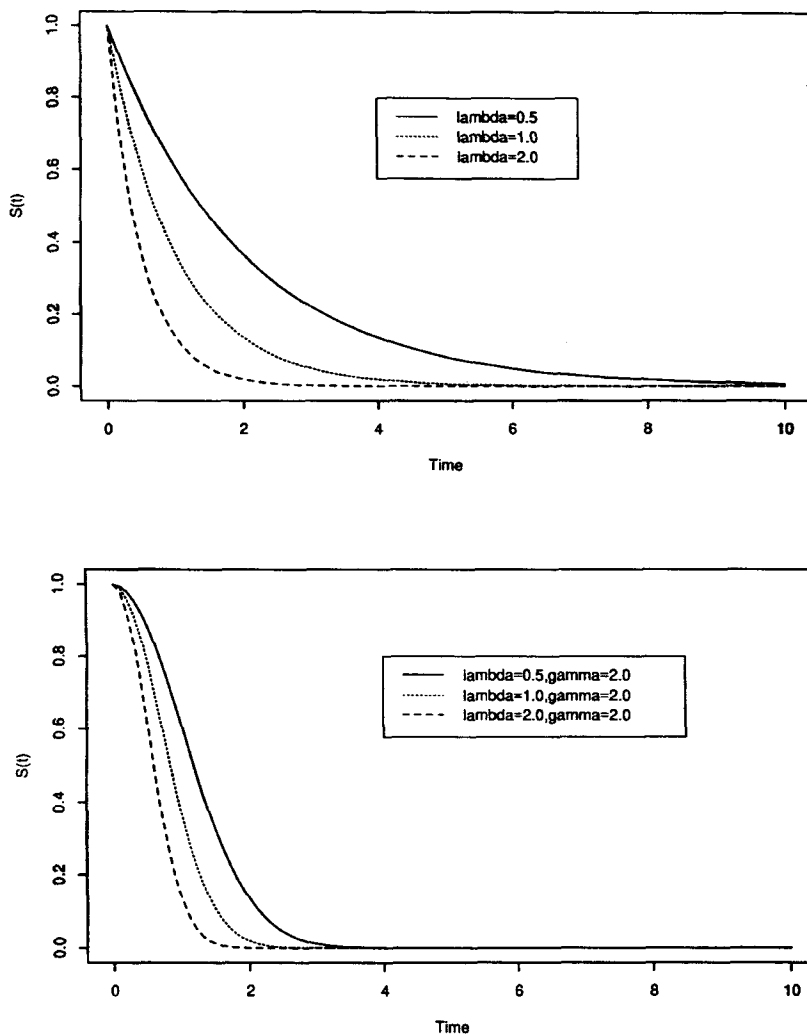 1.0
0.8
0.6
0.4
0.2
0.0
S(t)
lambda=0.5
lambda=1.0
lambda=2.0
0 2 4 6 8 10
Time
1.0
0.8
0.6
0.4
0.2
0.0
S(t)
lambda=0.5,gamma=2.0
lambda=1.0,gamma=2.0
lambda=2.0,gamma=2.0
0 2 4 6 8 10
Time